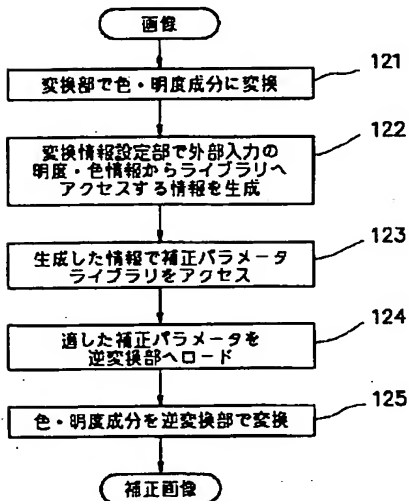 画像
121
変換部で色・明度成分に変換
122
変換情報設定部で外部入力の
明度・色情報からライブラリへ
アクセスする情報を生成
123
生成した情報で補正パラメータ
ライブラリをアクセス
124
適した補正パラメータを
逆変換部へロード
125
色・明度成分を逆変換部で変換
補正画像